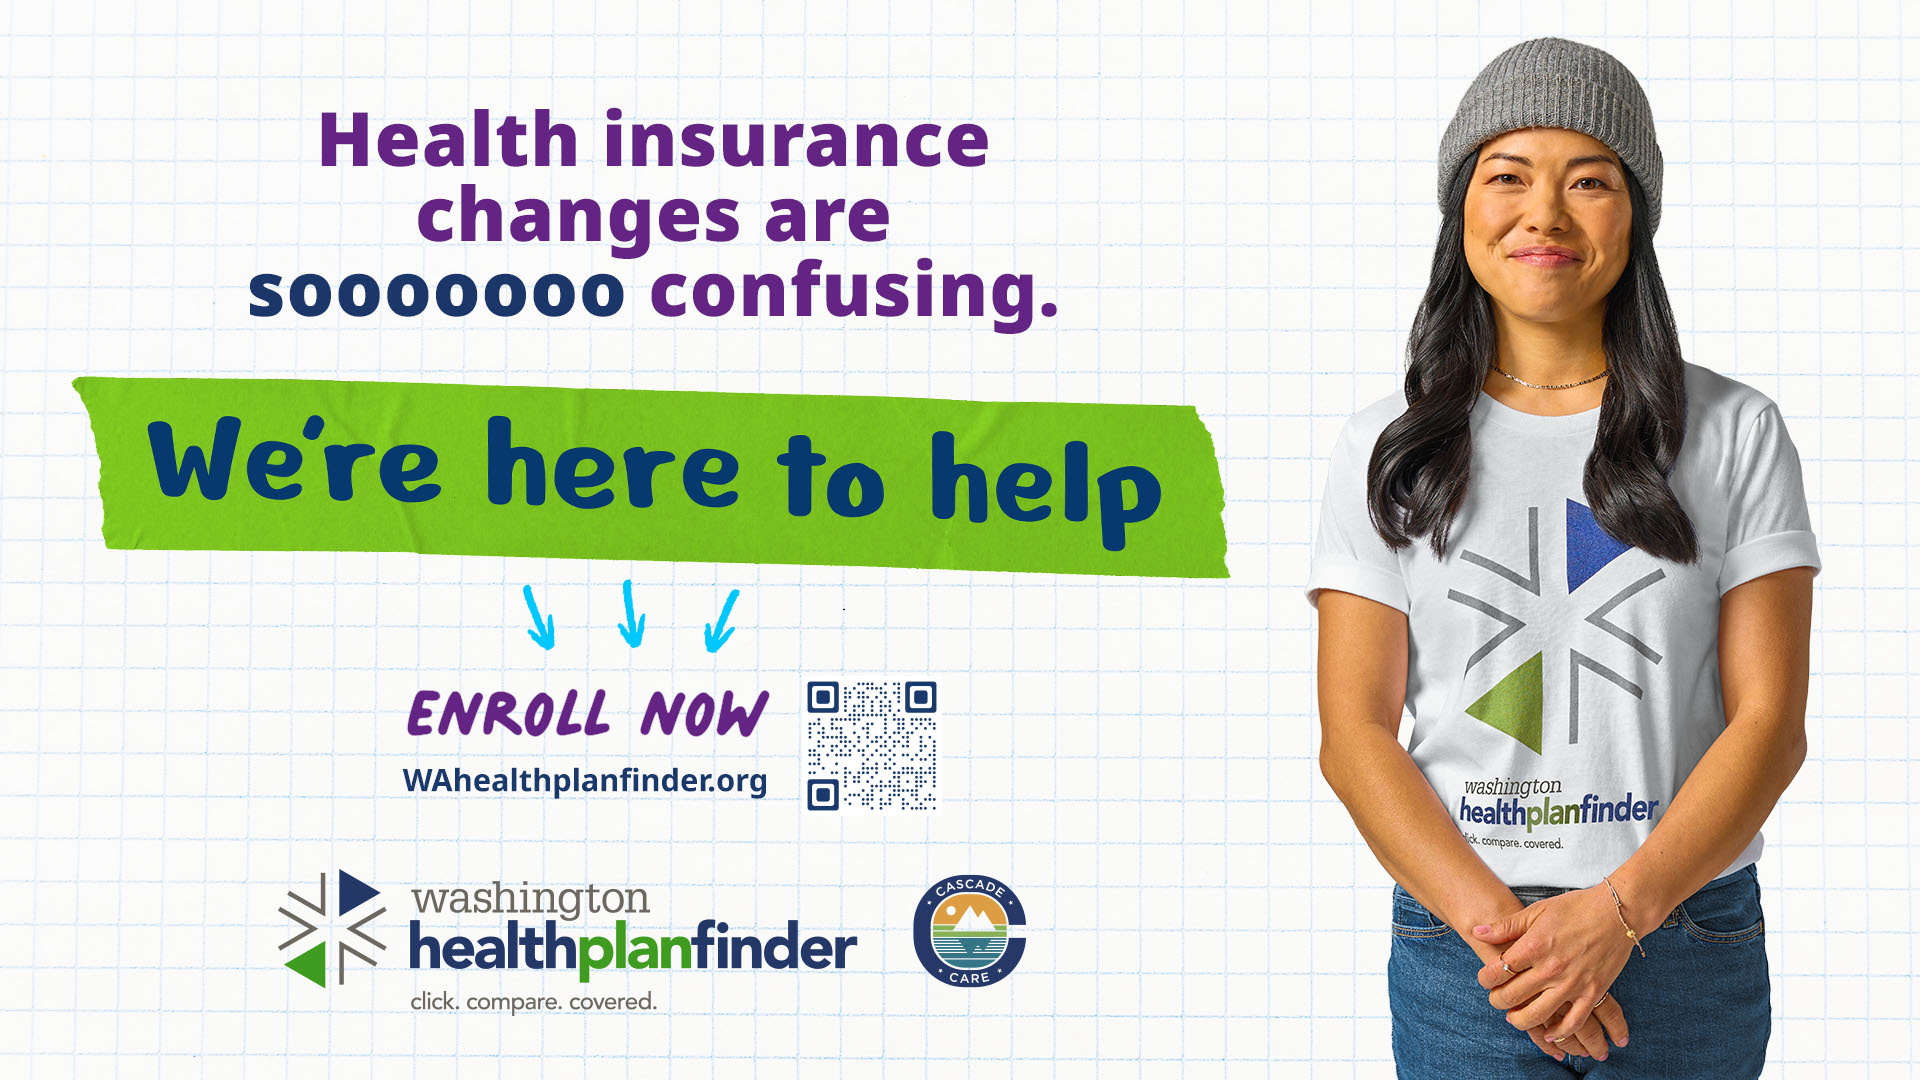 Health insurance
changes are
sooooooo confusing.
We're here to help
ENROLL NOW
WAhealthplanfinder.org
washington
healthplanfinder
click. compare. covered.
CASCADE
CARE
washington
healthplanfinder
click. compare. covered.